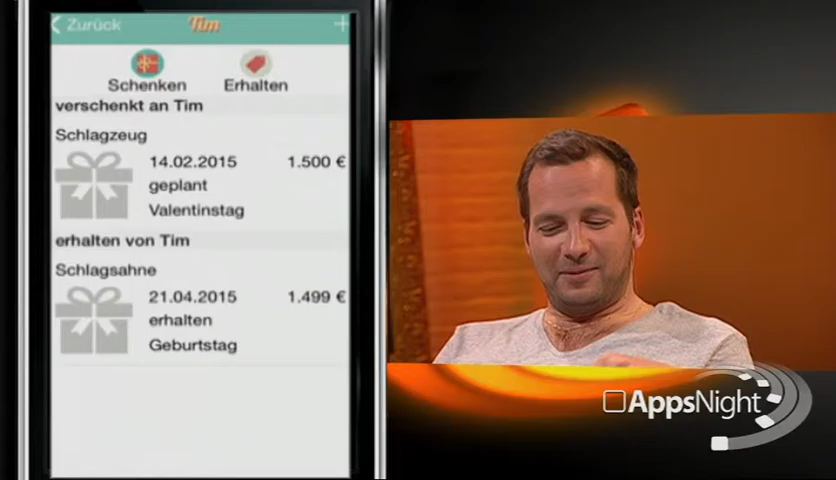 Zurück
Tim
+
Schenken
Erhalten
verschenkt an Tim
Schlagzeug
14.02.2015 1.500 €
geplant
Valentinstag
erhalten von Tim
Schlagsahne
21.04.2015 1.499 €
erhalten
Geburtstag
AppsNight